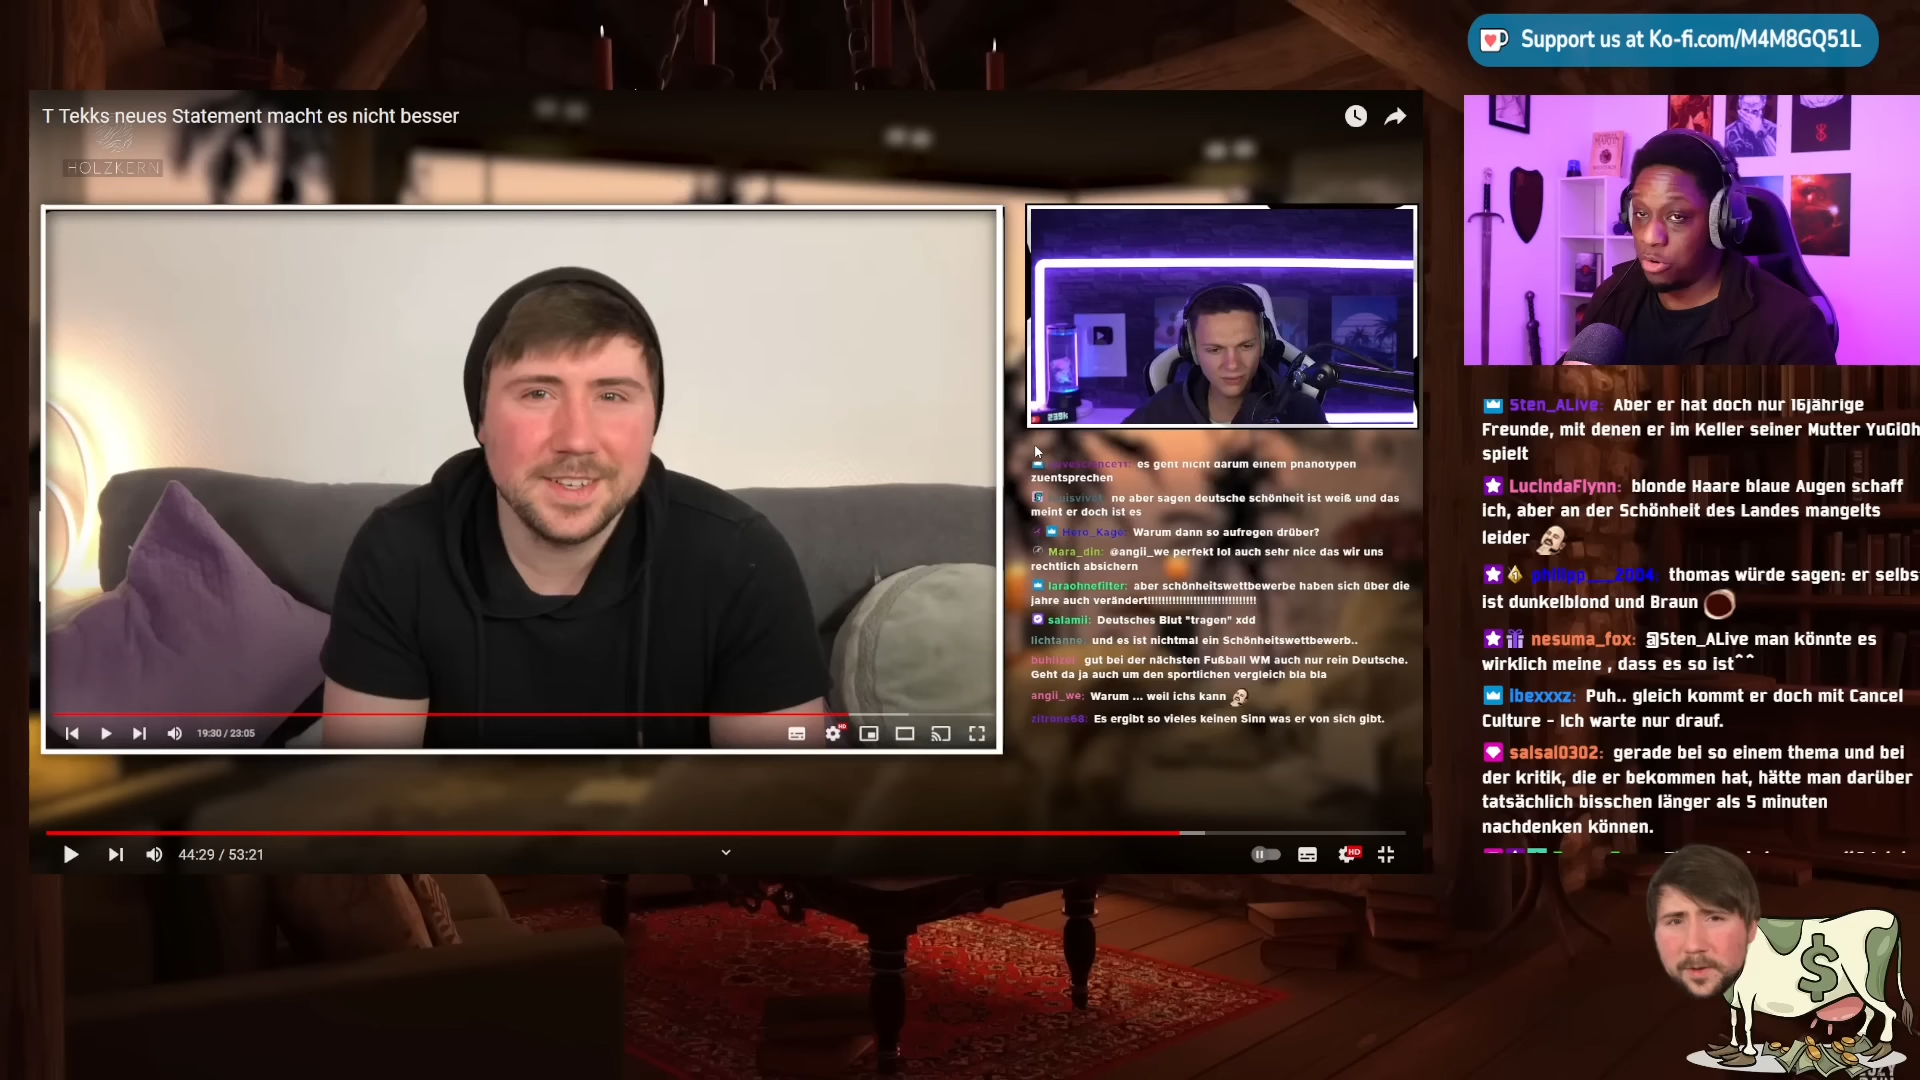 Support us at Ko-fi.com/M4M8GQ51L
T Tekks neues Statement macht es nicht besser
HOLZKERN
239k
es geht nicht darum einem phänotypen
zuentsprechen
ne aber sagen deutsche schönheit ist weiß und das
meint er doch ist es
Hero_Kage: Warum dann so aufregen drüber?
Mara_din: @angii_we perfekt lol auch sehr nice das wir uns
rechtlich absichern
laraohnefilter: aber schönheitswettbewerbe haben sich über die
jahre auch verändert!!!!!!!!!!!!!!!!!!!!!!!!!!!!!!!
salamii: Deutsches Blut "tragen" xdd
lichtanne: und es ist nichtmal ein Schönheitswettbewerb..
gut bei der nächsten Fußball WM auch nur rein Deutsche.
Geht da ja auch um den sportlichen vergleich bla bla
angii_we: Warum ... weil ichs kann
zitrone68: Es ergibt so vieles keinen Sinn was er von sich gibt.
19:30 / 23:05
HD
44:29 / 53:21
HD
Sten_ALive: Aber er hat doch nur 16jährige
Freunde, mit denen er im Keller seiner Mutter YuGiOh
spielt
LucindaFlynn: blonde Haare blaue Augen schaff
ich, aber an der Schönheit des Landes mangelts
leider
philipp___2004: thomas würde sagen: er selbs
ist dunkelblond und Braun
nesuma_fox: @Sten_ALive man könnte es
wirklich meine , dass es so ist^^
ibexxxz: Puh.. gleich kommt er doch mit Cancel
Culture - Ich warte nur drauf.
salsal0302: gerade bei so einem thema und bei
der kritik, die er bekommen hat, hätte man darüber
tatsächlich bisschen länger als 5 minuten
nachdenken können.
$